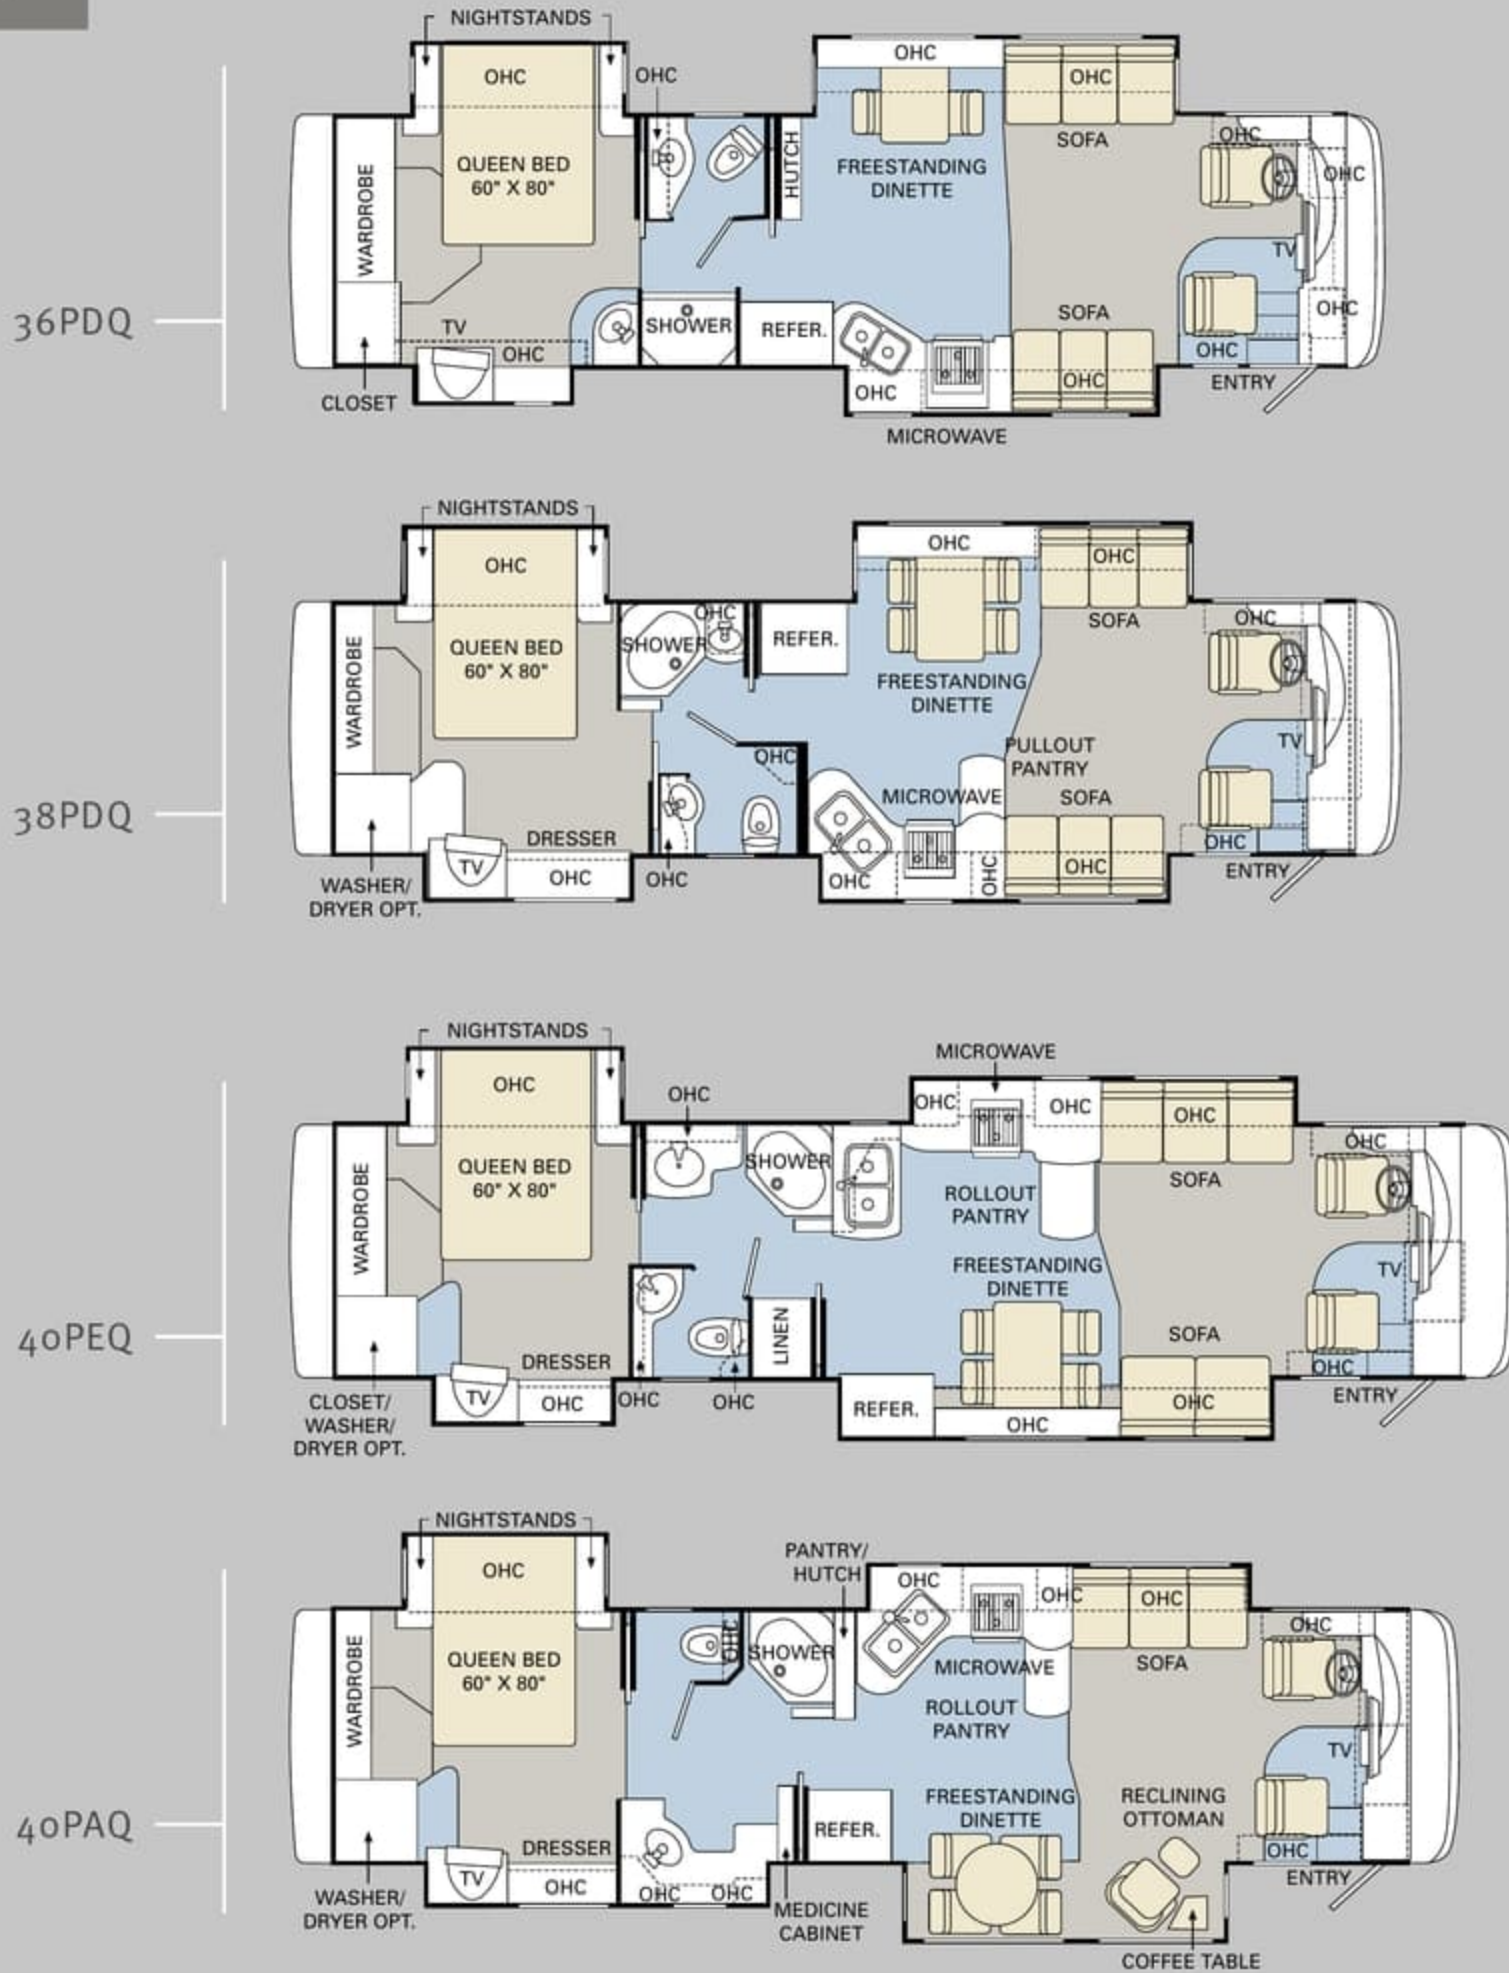 36PDQ
NIGHTSTANDS
OHC
QUEEN BED
60" X 80"
WARDROBE
CLOSET
TV
OHC
OHC
SHOWER
HUTCH
REFER.
OHC
FREESTANDING
DINETTE
OHC
SOFA
OHC
MICROWAVE
SOFA
OHC
OHC
OHC
TV
OHC
OHC
ENTRY
38PDQ
NIGHTSTANDS
OHC
QUEEN BED
60" X 80"
WARDROBE
WASHER/
DRYER OPT.
TV
DRESSER
OHC
SHOWER
OHC
OHC
OHC
REFER.
OHC
FREESTANDING
DINETTE
OHC
SOFA
PULLOUT
PANTRY
MICROWAVE
OHC
OHC
SOFA
OHC
OHC
TV
OHC
ENTRY
40PEQ
NIGHTSTANDS
OHC
QUEEN BED
60" X 80"
WARDROBE
CLOSET/
WASHER/
DRYER OPT.
TV
DRESSER
OHC
OHC
SHOWER
OHC
OHC
LINEN
MICROWAVE
OHC
OHC
ROLLOUT
PANTRY
FREESTANDING
DINETTE
REFER.
OHC
OHC
SOFA
SOFA
OHC
OHC
TV
OHC
ENTRY
40PAQ
NIGHTSTANDS
OHC
QUEEN BED
60" X 80"
WARDROBE
WASHER/
DRYER OPT.
TV
DRESSER
OHC
OHC
SHOWER
PANTRY/
HUTCH
OHC
OHC
MEDICINE
CABINET
REFER.
OHC
OHC
MICROWAVE
ROLLOUT
PANTRY
FREESTANDING
DINETTE
OHC
SOFA
RECLINING
OTTOMAN
COFFEE TABLE
OHC
TV
OHC
ENTRY